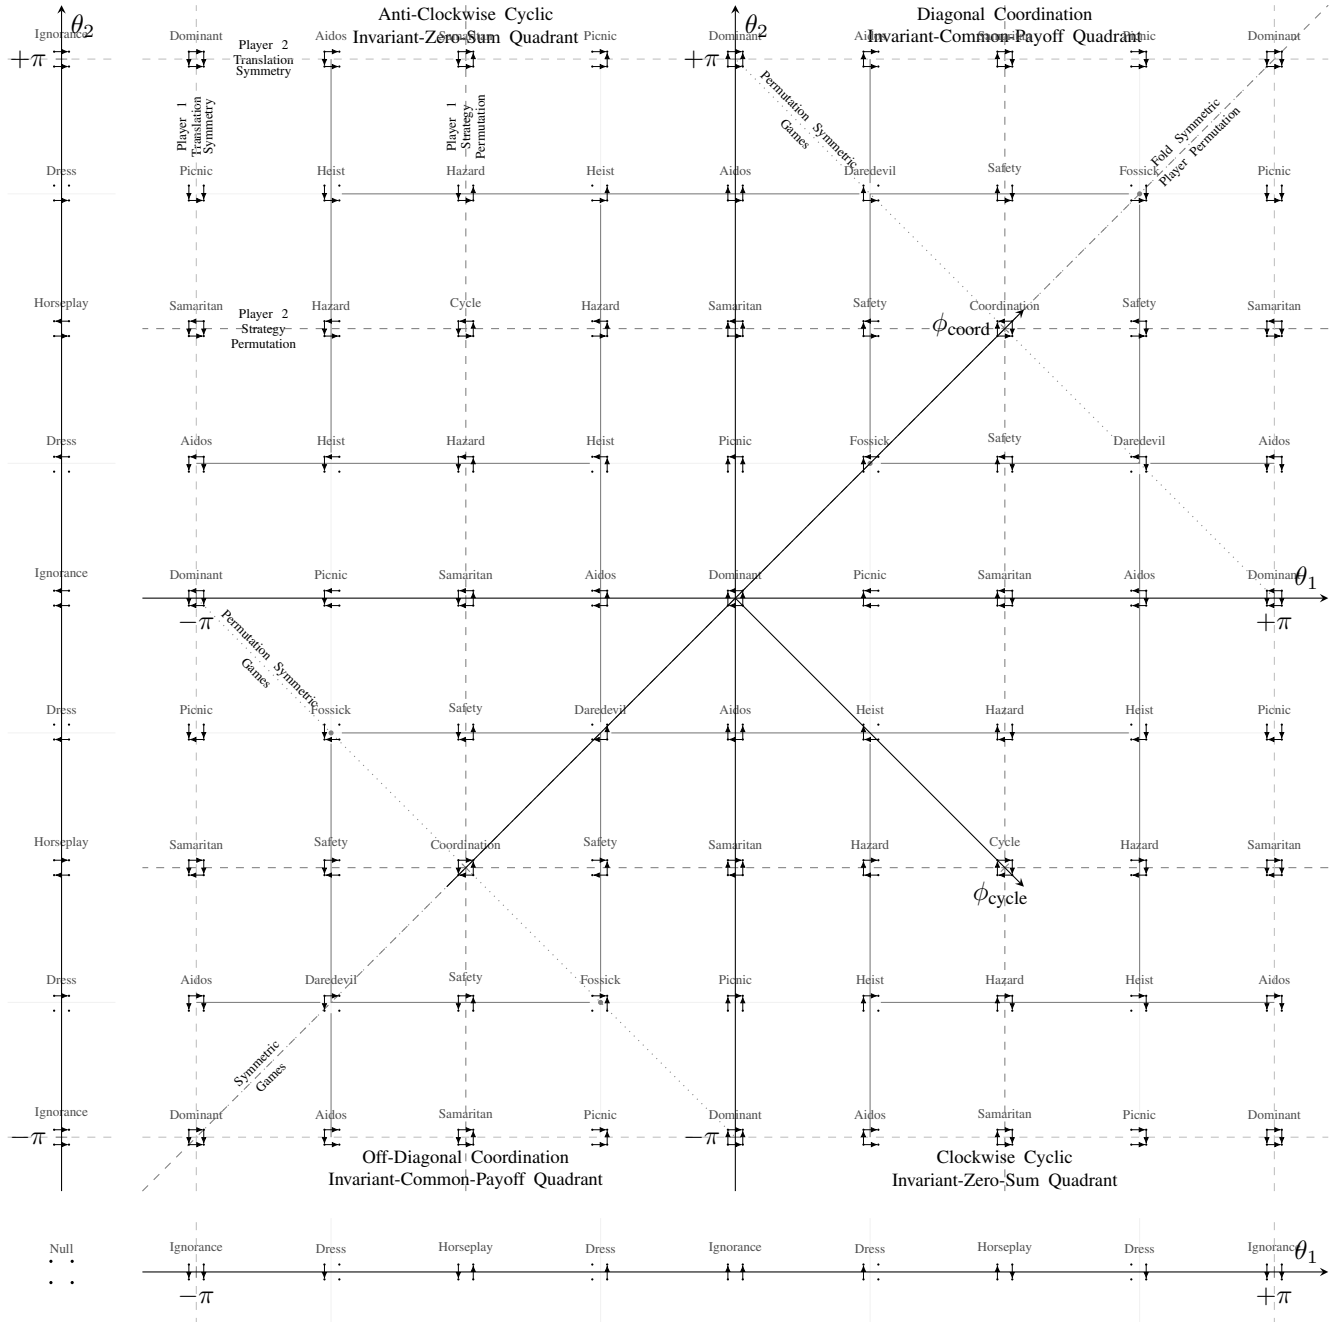 Anti-Clockwise Cyclic
Invariant-Zero-Sum Quadrant
Diagonal Coordination
Invariant-Common-Payoff Quadrant
θ2 θ2
Ignorance Dominant Aidos Samaritan Picnic Dominant Aidos Samaritan Picnic Dominant
+π +π
Player 2
Translation
Symmetry
Player 1
Translation
Symmetry
Player 1
Strategy
Permutation
Permutation Symmetric
Games
Fold Symmetric
Player Permutation
Dress Picnic Heist Hazard Heist Aidos Daredevil Safety Fossick Picnic
Horseplay Samaritan Hazard Cycle Hazard Samaritan Safety Coordination Safety Samaritan
Player 2
Strategy
Permutation
ϕcoord
Dress Aidos Heist Hazard Heist Picnic Fossick Safety Daredevil Aidos
Ignorance Dominant Picnic Samaritan Aidos Dominant Picnic Samaritan Aidos Dominant θ1
−π +π
Permutation Symmetric
Games
Dress Picnic Fossick Safety Daredevil Aidos Heist Hazard Heist Picnic
Horseplay Samaritan Safety Coordination Safety Samaritan Hazard Cycle Hazard Samaritan
ϕcycle
Dress Aidos Daredevil Safety Fossick Picnic Heist Hazard Heist Aidos
Symmetric
Games
Ignorance Dominant Aidos Samaritan Picnic Dominant Aidos Samaritan Picnic Dominant
−π −π
Off-Diagonal Coordination
Invariant-Common-Payoff Quadrant
Clockwise Cyclic
Invariant-Zero-Sum Quadrant
Null Ignorance Dress Horseplay Dress Ignorance Dress Horseplay Dress Ignorance θ1
−π +π